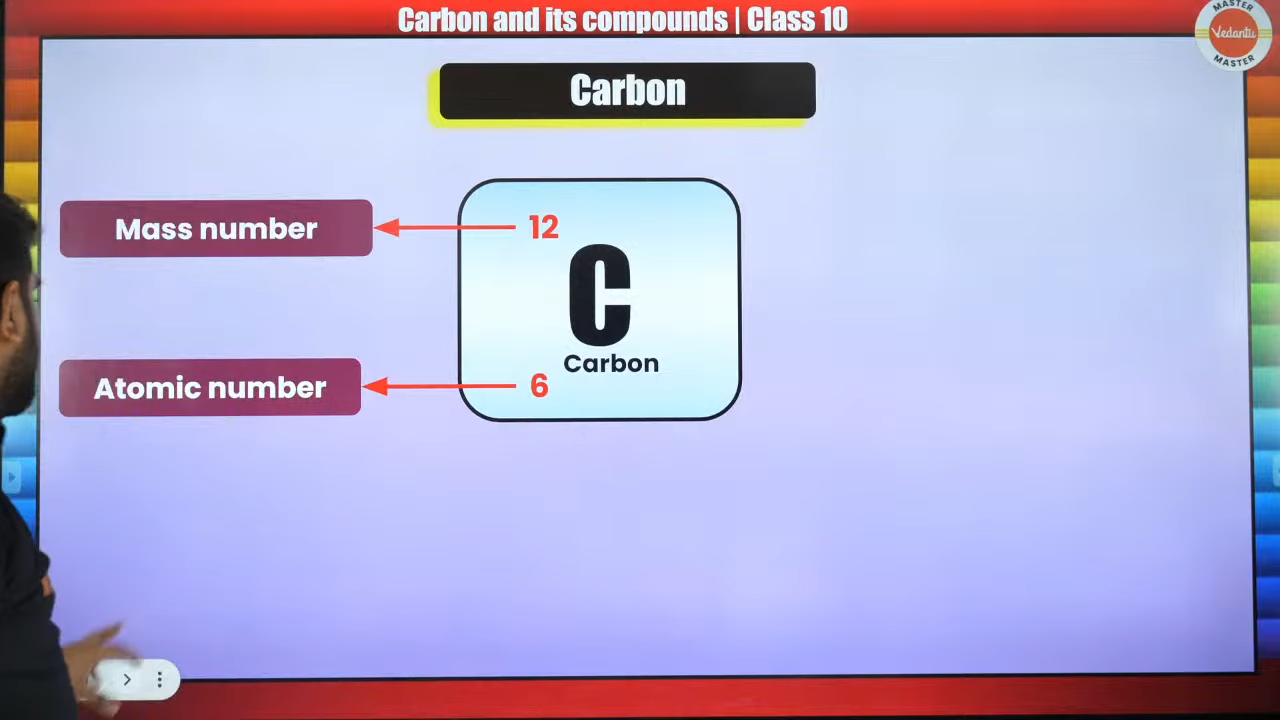 Carbon and its compounds | Class 10
MASTER
Vedantu
MASTER
Carbon
Mass number
12
C
Carbon
Atomic number
6